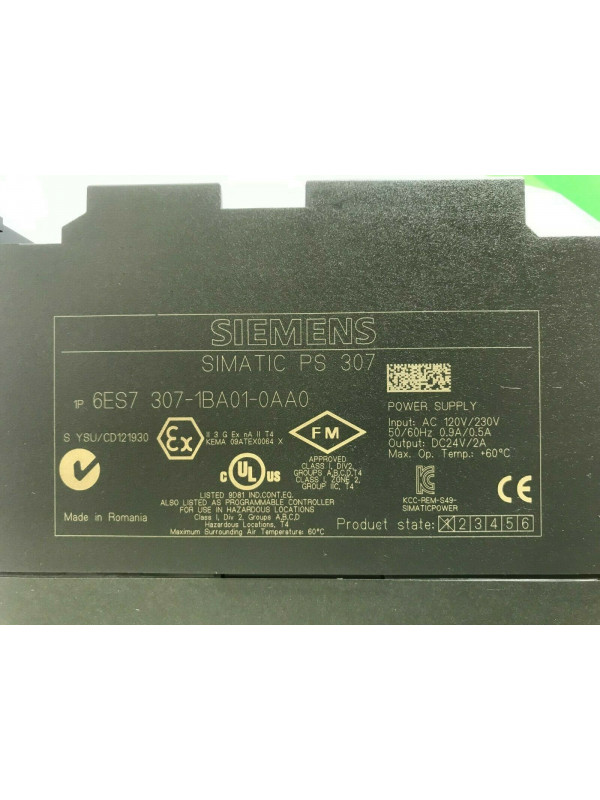 SIEMENS
SIMATIC PS 307
1P 6ES7 307-1BA01-0AA0
S YSU/CD121930
Ex
II 3 G Ex nA II T4
KEMA 09ATEX0064 X
FM
APPROVED
CLASS I, DIV2,
GROUPS A,B,C,D,T4
CLASS I, ZONE 2,
GROUP IIC, T4
POWER SUPPLY
Input: AC 120V/230V
50/60Hz 0.9A/0.5A
Output: DC24V/2A
Max. Op. Temp.: +60°C
c UL us
LISTED 9D81 IND.CONT.EQ.
ALSO LISTED AS PROGRAMMABLE CONTROLLER
FOR USE IN HAZARDOUS LOCATIONS
Class I, Div 2, Groups A,B,C,D
Hazardous Locations, T4
Maximum Surrounding Air Temperature: 60°C
KCC-REM-S49-
SIMATICPOWER
CE
Made in Romania
Product state: X 2 3 4 5 6